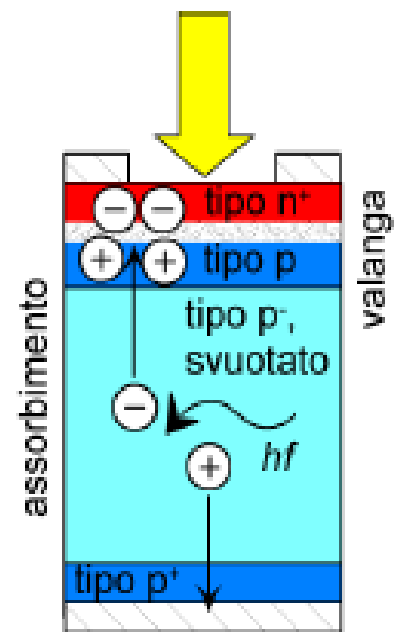 tipo n⁺
− −
+ +
tipo p
valanga
assorbimento
tipo p⁻,
svuotato
−
+
hf
tipo p⁺